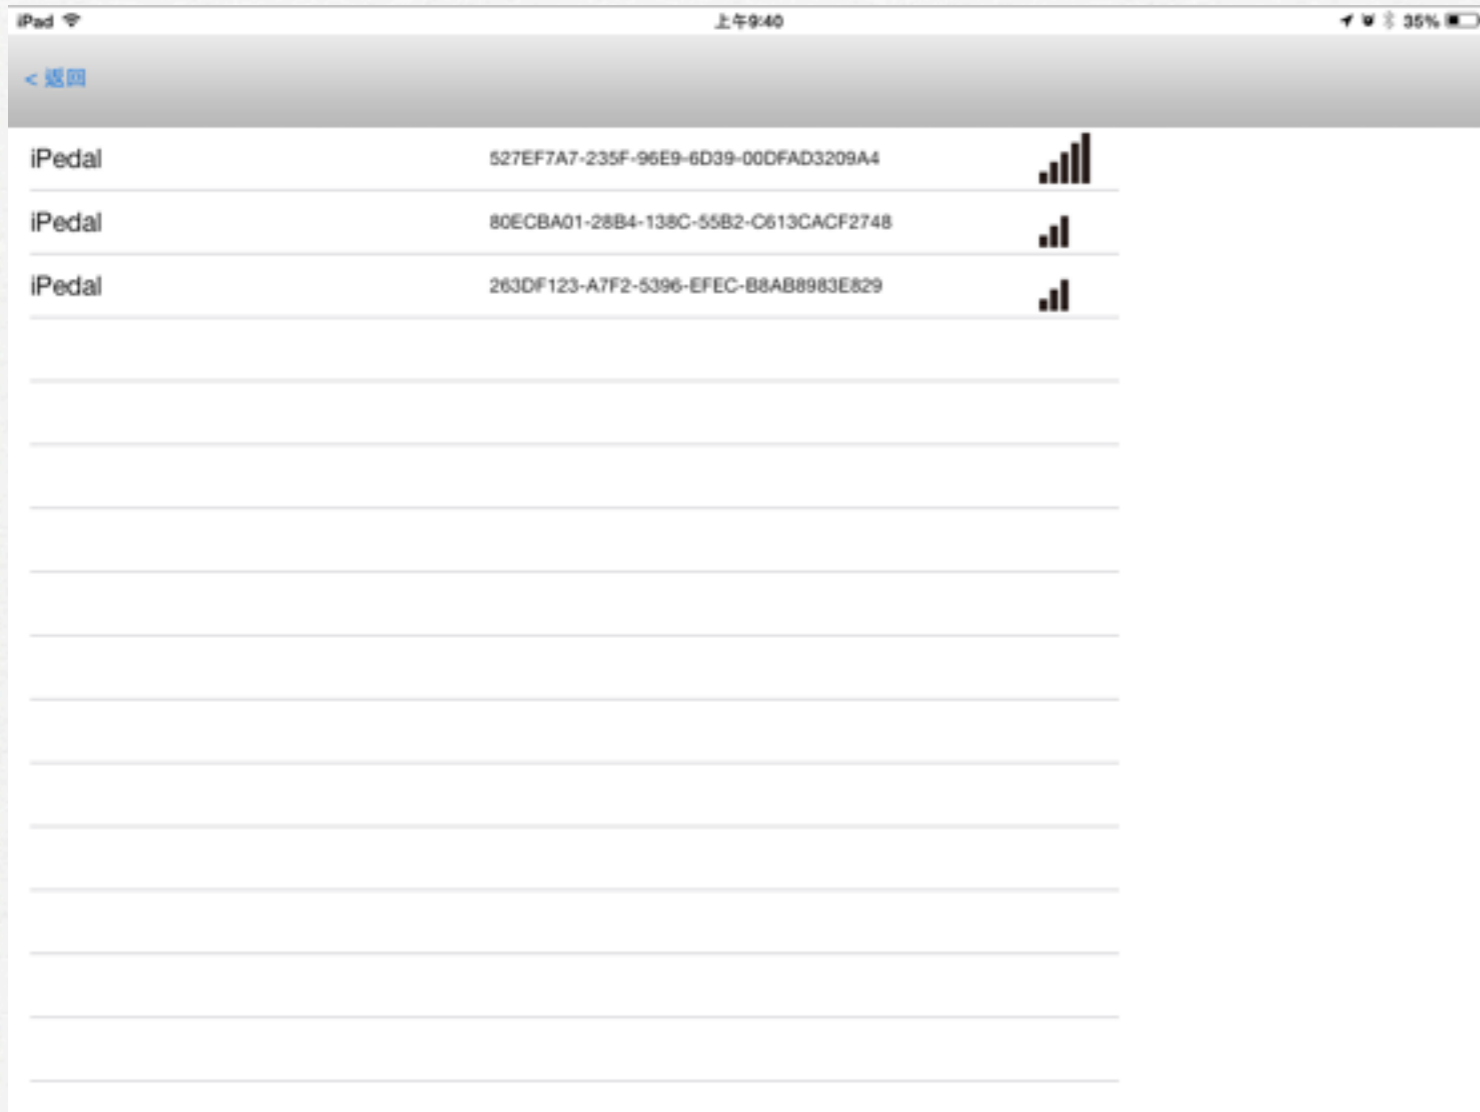 iPad 上午9:40 35%
< 返回
iPedal 527EF7A7-235F-96E9-6D39-00DFAD3209A4
iPedal 80ECBA01-28B4-138C-55B2-C613CACF2748
iPedal 263DF123-A7F2-5396-EFEC-B8AB8983E829